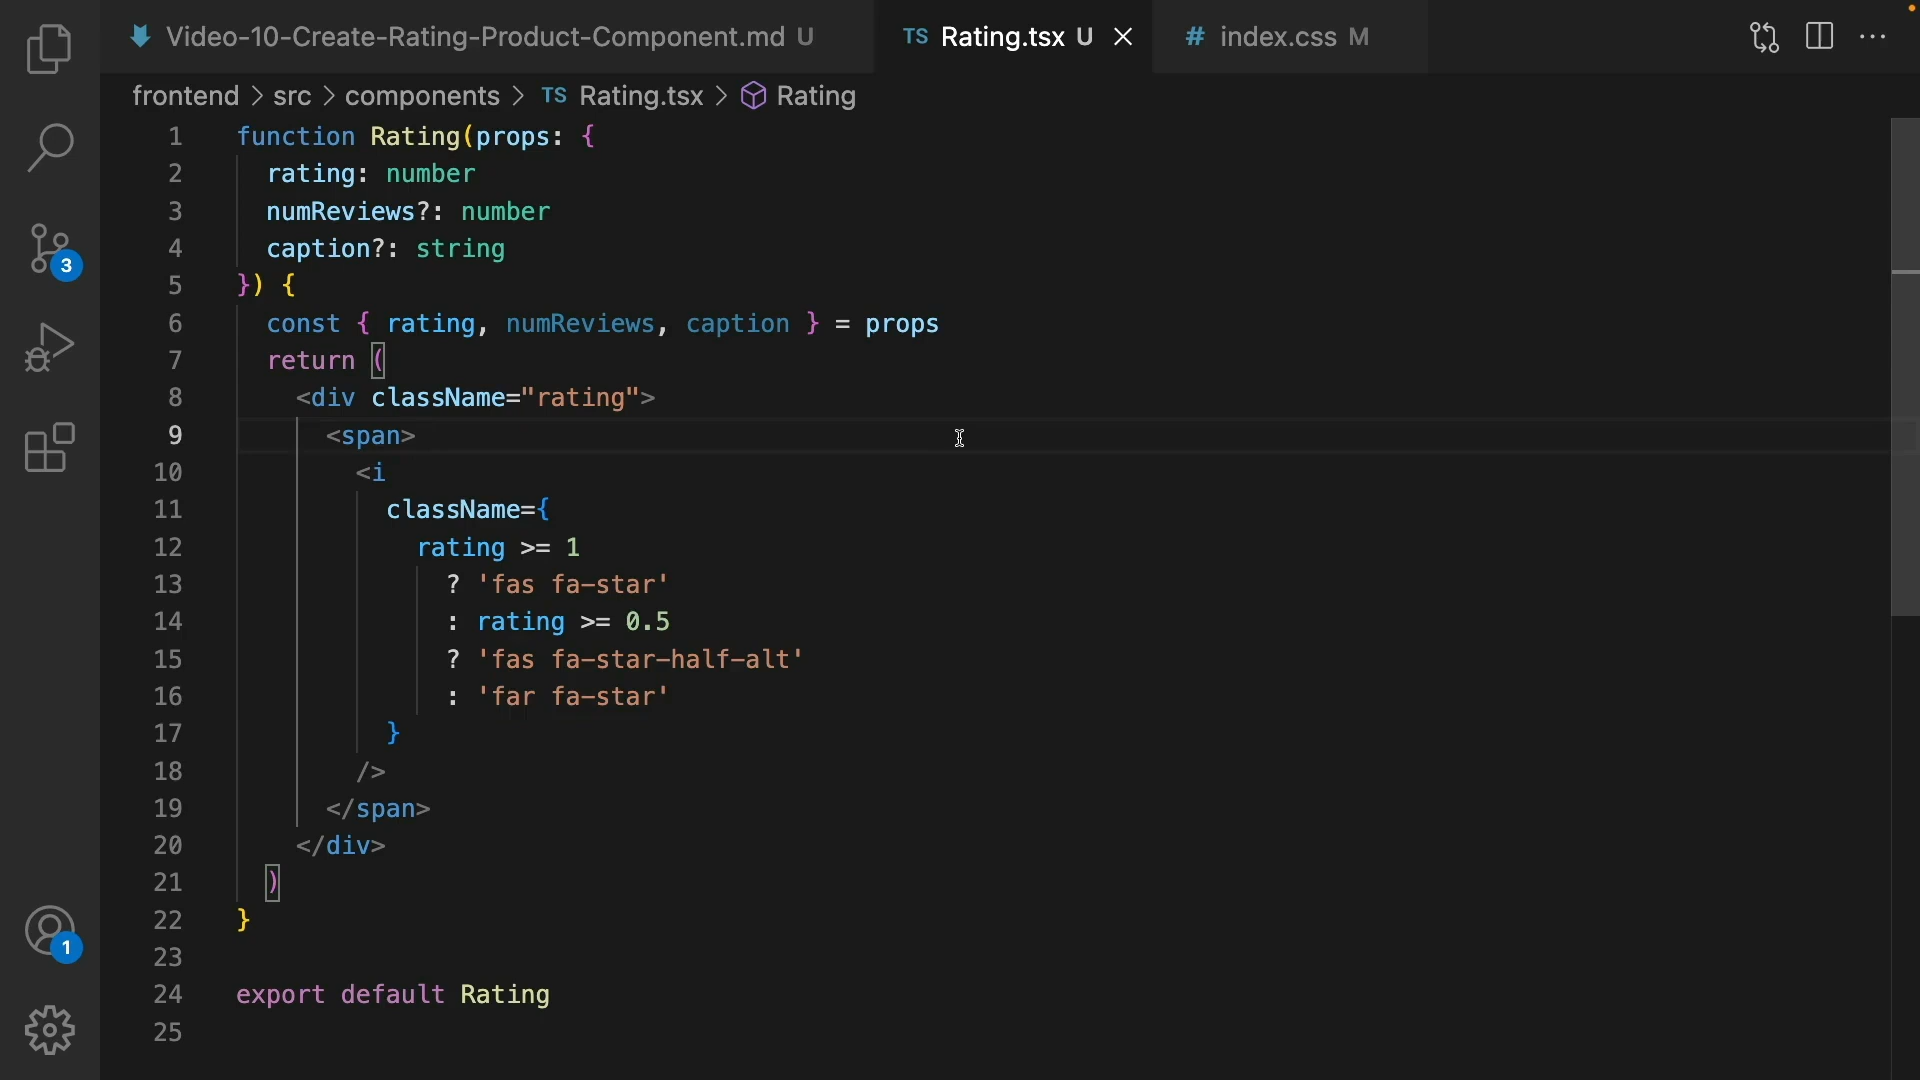 Video-10-Create-Rating-Product-Component.md U
TS Rating.tsx U
# index.css M
frontend > src > components > TS Rating.tsx > Rating
1 function Rating(props: {
2   rating: number
3   numReviews?: number
4   caption?: string
5 }) {
6   const { rating, numReviews, caption } = props
7   return (
8     <div className="rating">
9       <span>
10         <i
11           className={
12             rating >= 1
13               ? 'fas fa-star'
14               : rating >= 0.5
15               ? 'fas fa-star-half-alt'
16               : 'far fa-star'
17           }
18         />
19       </span>
20     </div>
21   )
22 }
23
24 export default Rating
25
3
1